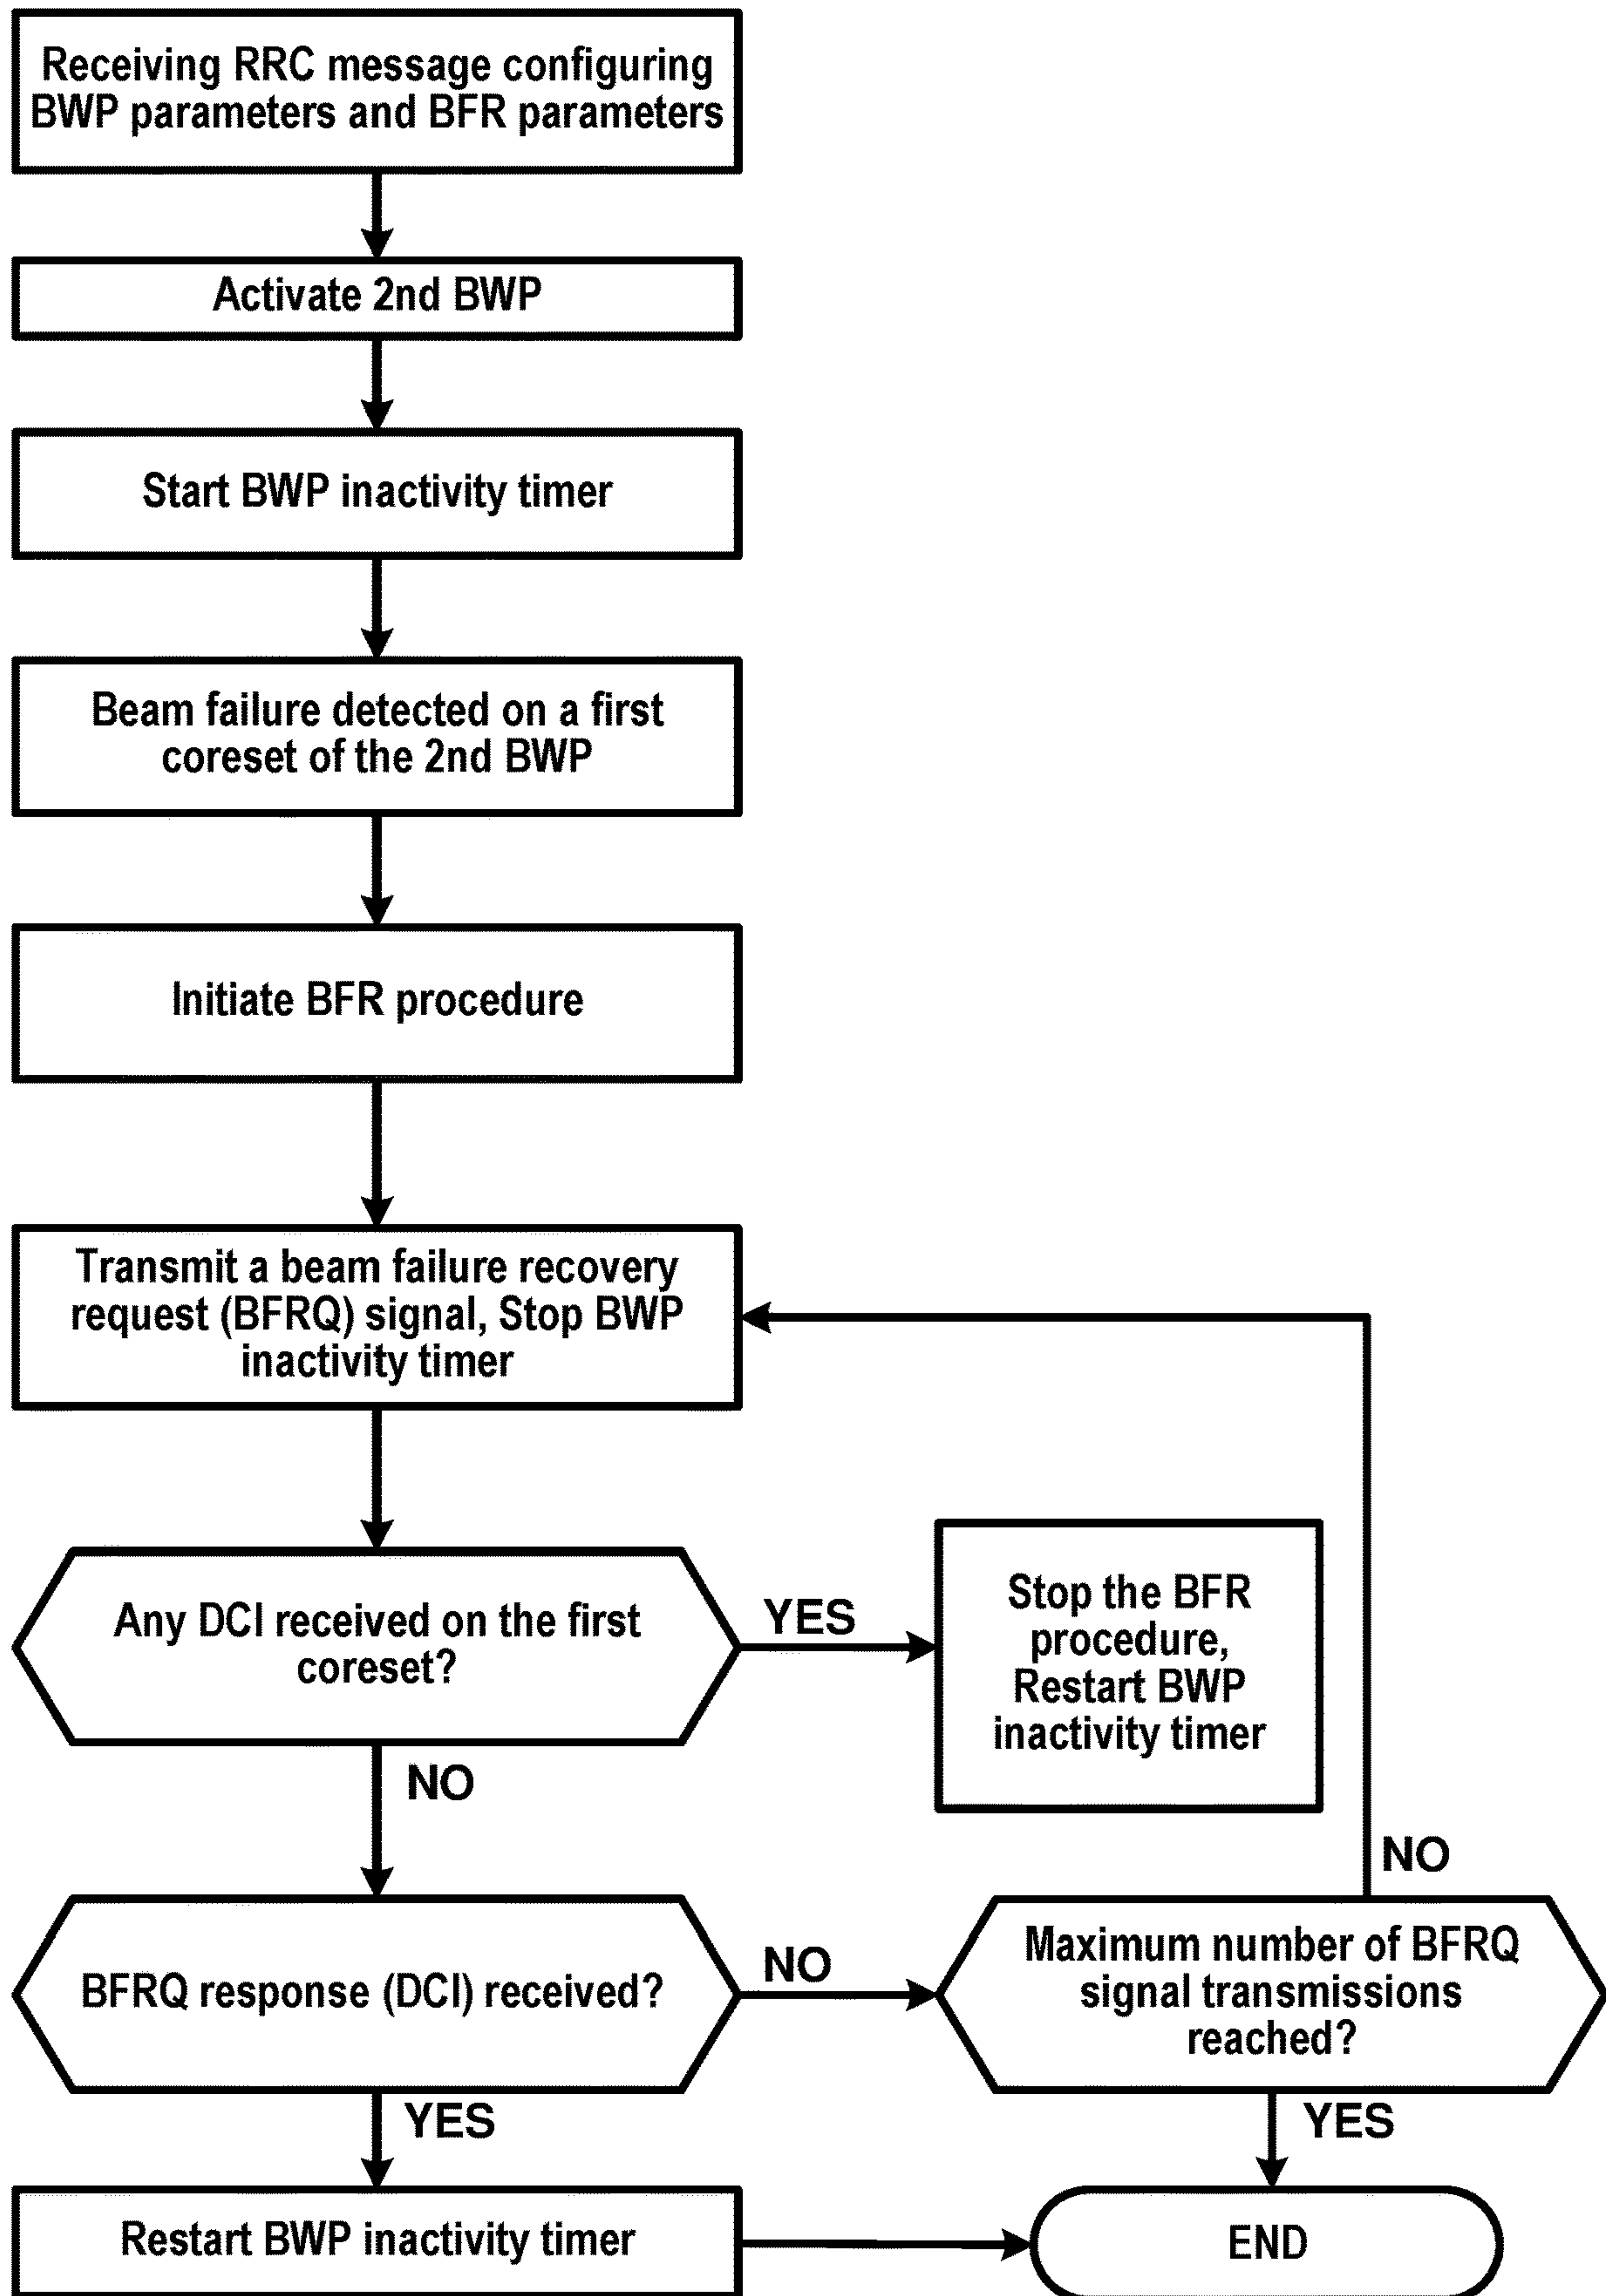 Receiving RRC message configuring
BWP parameters and BFR parameters
Activate 2nd BWP
Start BWP inactivity timer
Beam failure detected on a first
coreset of the 2nd BWP
Initiate BFR procedure
Transmit a beam failure recovery
request (BFRQ) signal, Stop BWP
inactivity timer
Any DCI received on the first
coreset?
YES
Stop the BFR
procedure,
Restart BWP
inactivity timer
NO
NO
BFRQ response (DCI) received?
NO
Maximum number of BFRQ
signal transmissions
reached?
YES
YES
Restart BWP inactivity timer
END